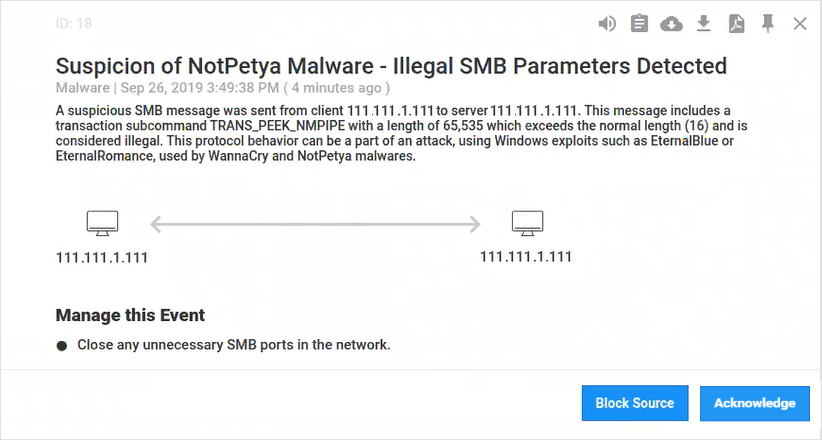 ID: 18
Suspicion of NotPetya Malware - Illegal SMB Parameters Detected
Malware | Sep 26, 2019 3:49:38 PM ( 4 minutes ago )
A suspicious SMB message was sent from client 111.111.1.111 to server 111.111.1.111. This message includes a
transaction subcommand TRANS_PEEK_NMPIPE with a length of 65,535 which exceeds the normal length (16) and is
considered illegal. This protocol behavior can be a part of an attack, using Windows exploits such as EternalBlue or
EternalRomance, used by WannaCry and NotPetya malwares.
111.111.1.111
111.111.1.111
Manage this Event
● Close any unnecessary SMB ports in the network.
Block Source
Acknowledge